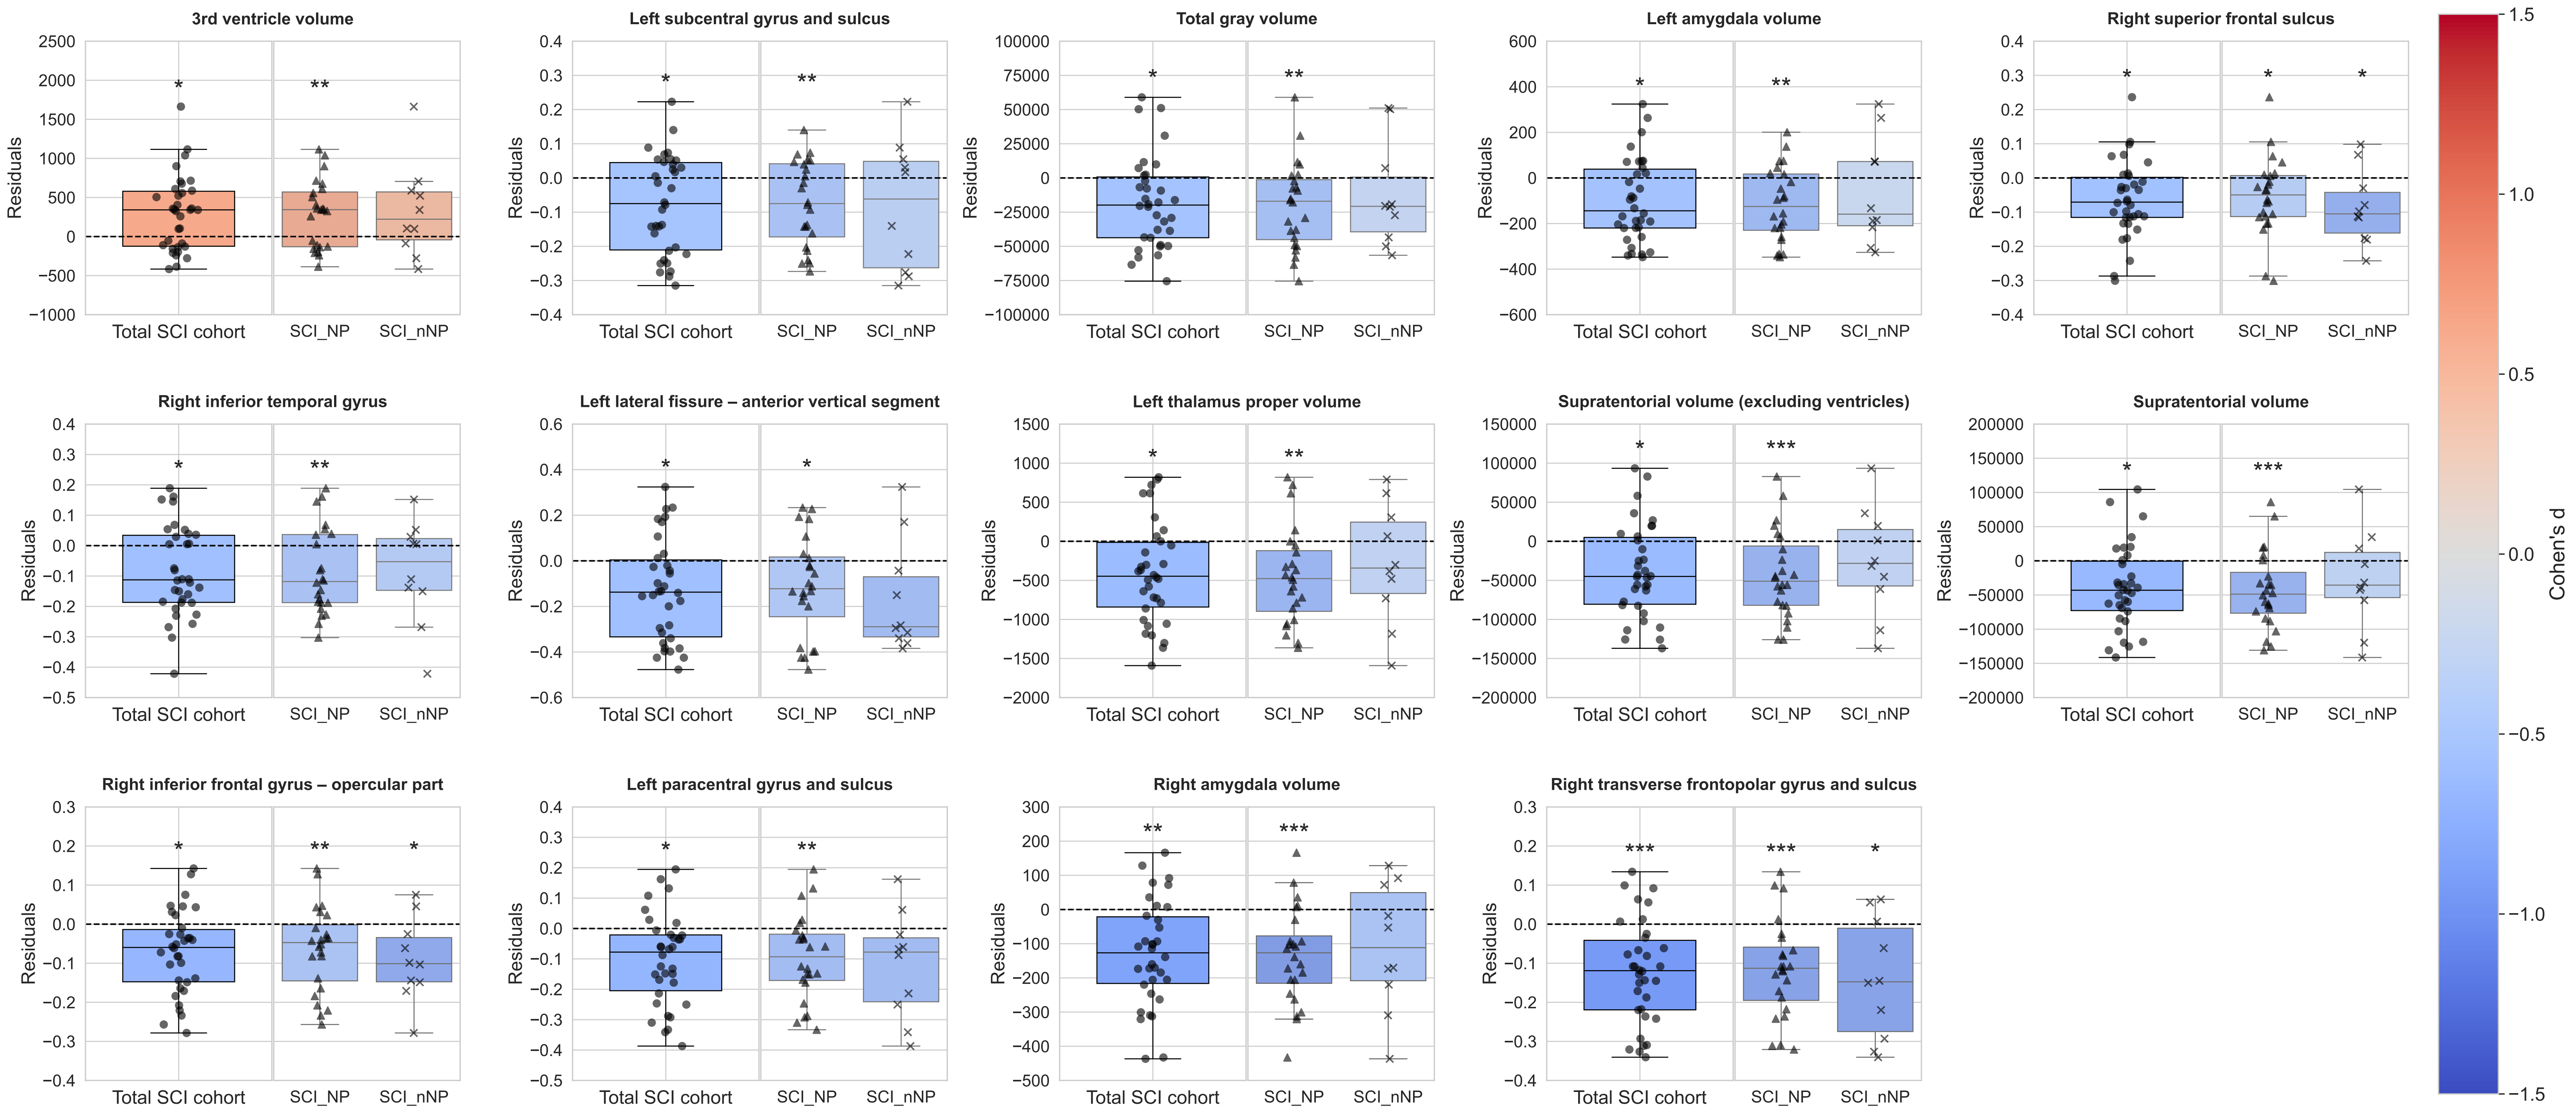 3rd ventricle volume
Residuals
2500
2000
1500
1000
500
0
−500
−1000
*
**
Total SCI cohort
SCI_NP
SCI_nNP
Left subcentral gyrus and sulcus
Residuals
0.4
0.3
0.2
0.1
0.0
−0.1
−0.2
−0.3
−0.4
*
**
Total SCI cohort
SCI_NP
SCI_nNP
Total gray volume
Residuals
100000
75000
50000
25000
0
−25000
−50000
−75000
−100000
*
**
Total SCI cohort
SCI_NP
SCI_nNP
Left amygdala volume
Residuals
600
400
200
0
−200
−400
−600
*
**
Total SCI cohort
SCI_NP
SCI_nNP
Right superior frontal sulcus
Residuals
0.4
0.3
0.2
0.1
0.0
−0.1
−0.2
−0.3
−0.4
*
*
*
Total SCI cohort
SCI_NP
SCI_nNP
Right inferior temporal gyrus
Residuals
0.4
0.3
0.2
0.1
0.0
−0.1
−0.2
−0.3
−0.4
−0.5
*
**
Total SCI cohort
SCI_NP
SCI_nNP
Left lateral fissure – anterior vertical segment
Residuals
0.6
0.4
0.2
0.0
−0.2
−0.4
−0.6
*
*
Total SCI cohort
SCI_NP
SCI_nNP
Left thalamus proper volume
Residuals
1500
1000
500
0
−500
−1000
−1500
−2000
*
**
Total SCI cohort
SCI_NP
SCI_nNP
Supratentorial volume (excluding ventricles)
Residuals
150000
100000
50000
0
−50000
−100000
−150000
−200000
*
***
Total SCI cohort
SCI_NP
SCI_nNP
Supratentorial volume
Residuals
200000
150000
100000
50000
0
−50000
−100000
−150000
−200000
*
***
Total SCI cohort
SCI_NP
SCI_nNP
Right inferior frontal gyrus – opercular part
Residuals
0.3
0.2
0.1
0.0
−0.1
−0.2
−0.3
−0.4
*
**
*
Total SCI cohort
SCI_NP
SCI_nNP
Left paracentral gyrus and sulcus
Residuals
0.4
0.3
0.2
0.1
0.0
−0.1
−0.2
−0.3
−0.4
−0.5
*
**
Total SCI cohort
SCI_NP
SCI_nNP
Right amygdala volume
Residuals
300
200
100
0
−100
−200
−300
−400
−500
**
***
Total SCI cohort
SCI_NP
SCI_nNP
Right transverse frontopolar gyrus and sulcus
Residuals
0.3
0.2
0.1
0.0
−0.1
−0.2
−0.3
−0.4
***
***
*
Total SCI cohort
SCI_NP
SCI_nNP
1.5
1.0
0.5
0.0
−0.5
−1.0
−1.5
Cohen's d